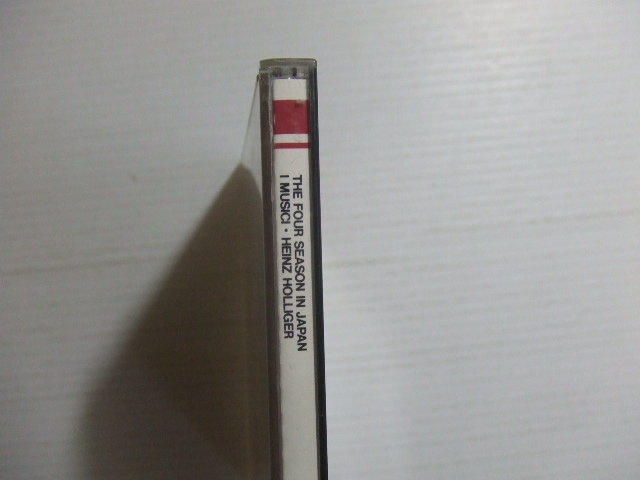 THE FOUR SEASON IN JAPAN
I MUSICI · HEINZ HOLLIGER